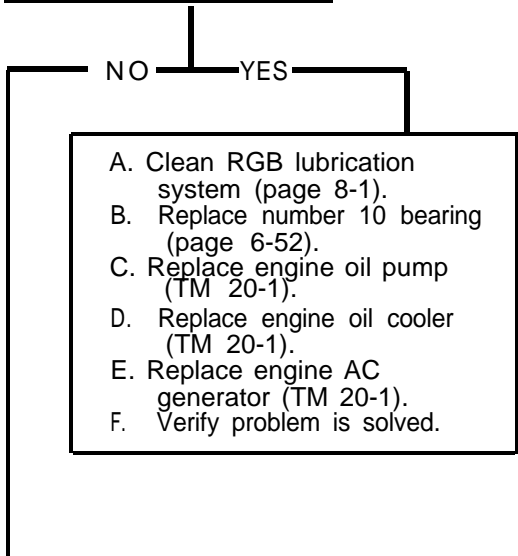 NO YES
A. Clean RGB lubrication
system (page 8-1).
B. Replace number 10 bearing
(page 6-52).
C. Replace engine oil pump
(TM 20-1).
D. Replace engine oil cooler
(TM 20-1).
E. Replace engine AC
generator (TM 20-1).
F. Verify problem is solved.